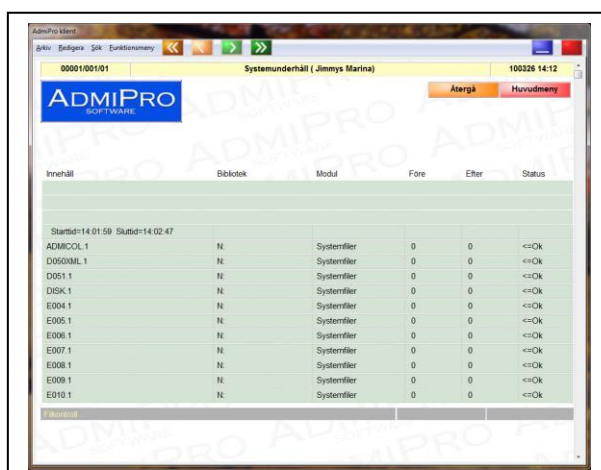 AdmiPro klient
Arkiv Redigera Sök Funktionsmeny
00001/001/01 Systemunderhåll ( Jimmys Marina) 100326 14:12
ADMIPRO
SOFTWARE
Återgå Huvudmeny
Innehåll Bibliotek Modul Före Efter Status
Starttid=14:01:59 Sluttid=14:02:47
ADMICOL.1 N: Systemfiler 0 0 <=Ok
D050XML.1 N: Systemfiler 0 0 <=Ok
D051.1 N: Systemfiler 0 0 <=Ok
DISK.1 N: Systemfiler 0 0 <=Ok
E004.1 N: Systemfiler 0 0 <=Ok
E005.1 N: Systemfiler 0 0 <=Ok
E006.1 N: Systemfiler 0 0 <=Ok
E007.1 N: Systemfiler 0 0 <=Ok
E008.1 N: Systemfiler 0 0 <=Ok
E009.1 N: Systemfiler 0 0 <=Ok
E010.1 N: Systemfiler 0 0 <=Ok
Filkontroll